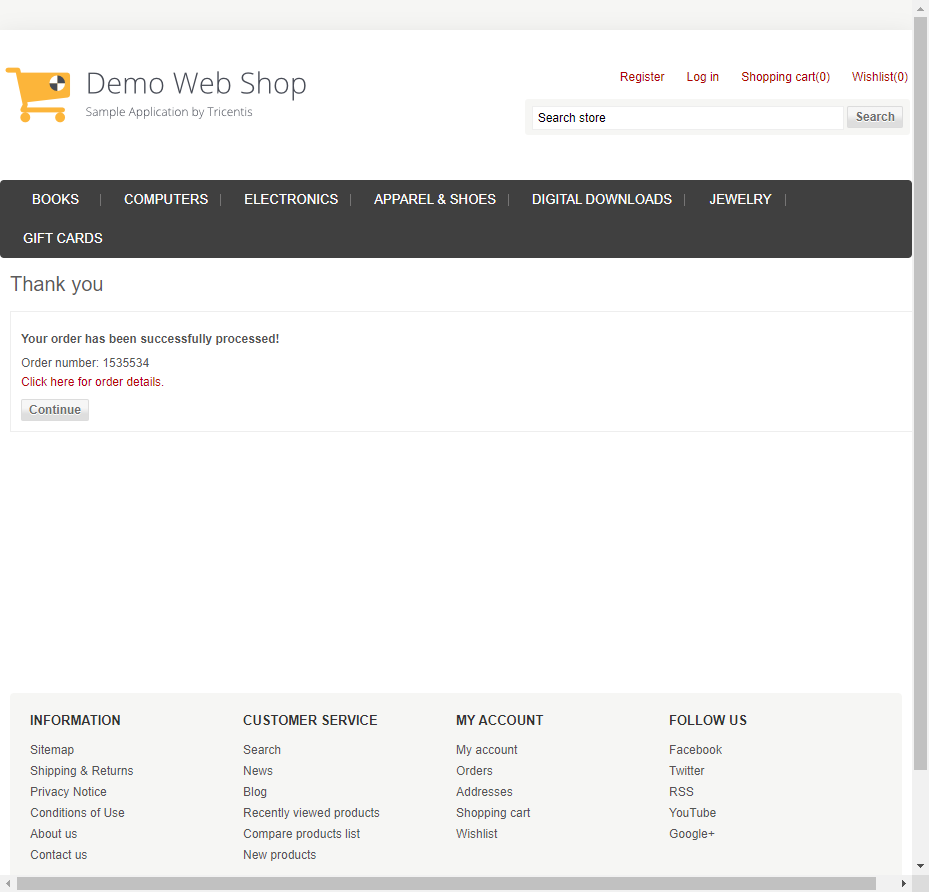 Demo Web Shop
Sample Application by Tricentis
Register Log in Shopping cart(0) Wishlist(0)
Search store Search
BOOKS COMPUTERS ELECTRONICS APPAREL & SHOES DIGITAL DOWNLOADS JEWELRY
GIFT CARDS
Thank you
Your order has been successfully processed!
Order number: 1535534
Click here for order details.
Continue
INFORMATION
Sitemap
Shipping & Returns
Privacy Notice
Conditions of Use
About us
Contact us
CUSTOMER SERVICE
Search
News
Blog
Recently viewed products
Compare products list
New products
MY ACCOUNT
My account
Orders
Addresses
Shopping cart
Wishlist
FOLLOW US
Facebook
Twitter
RSS
YouTube
Google+